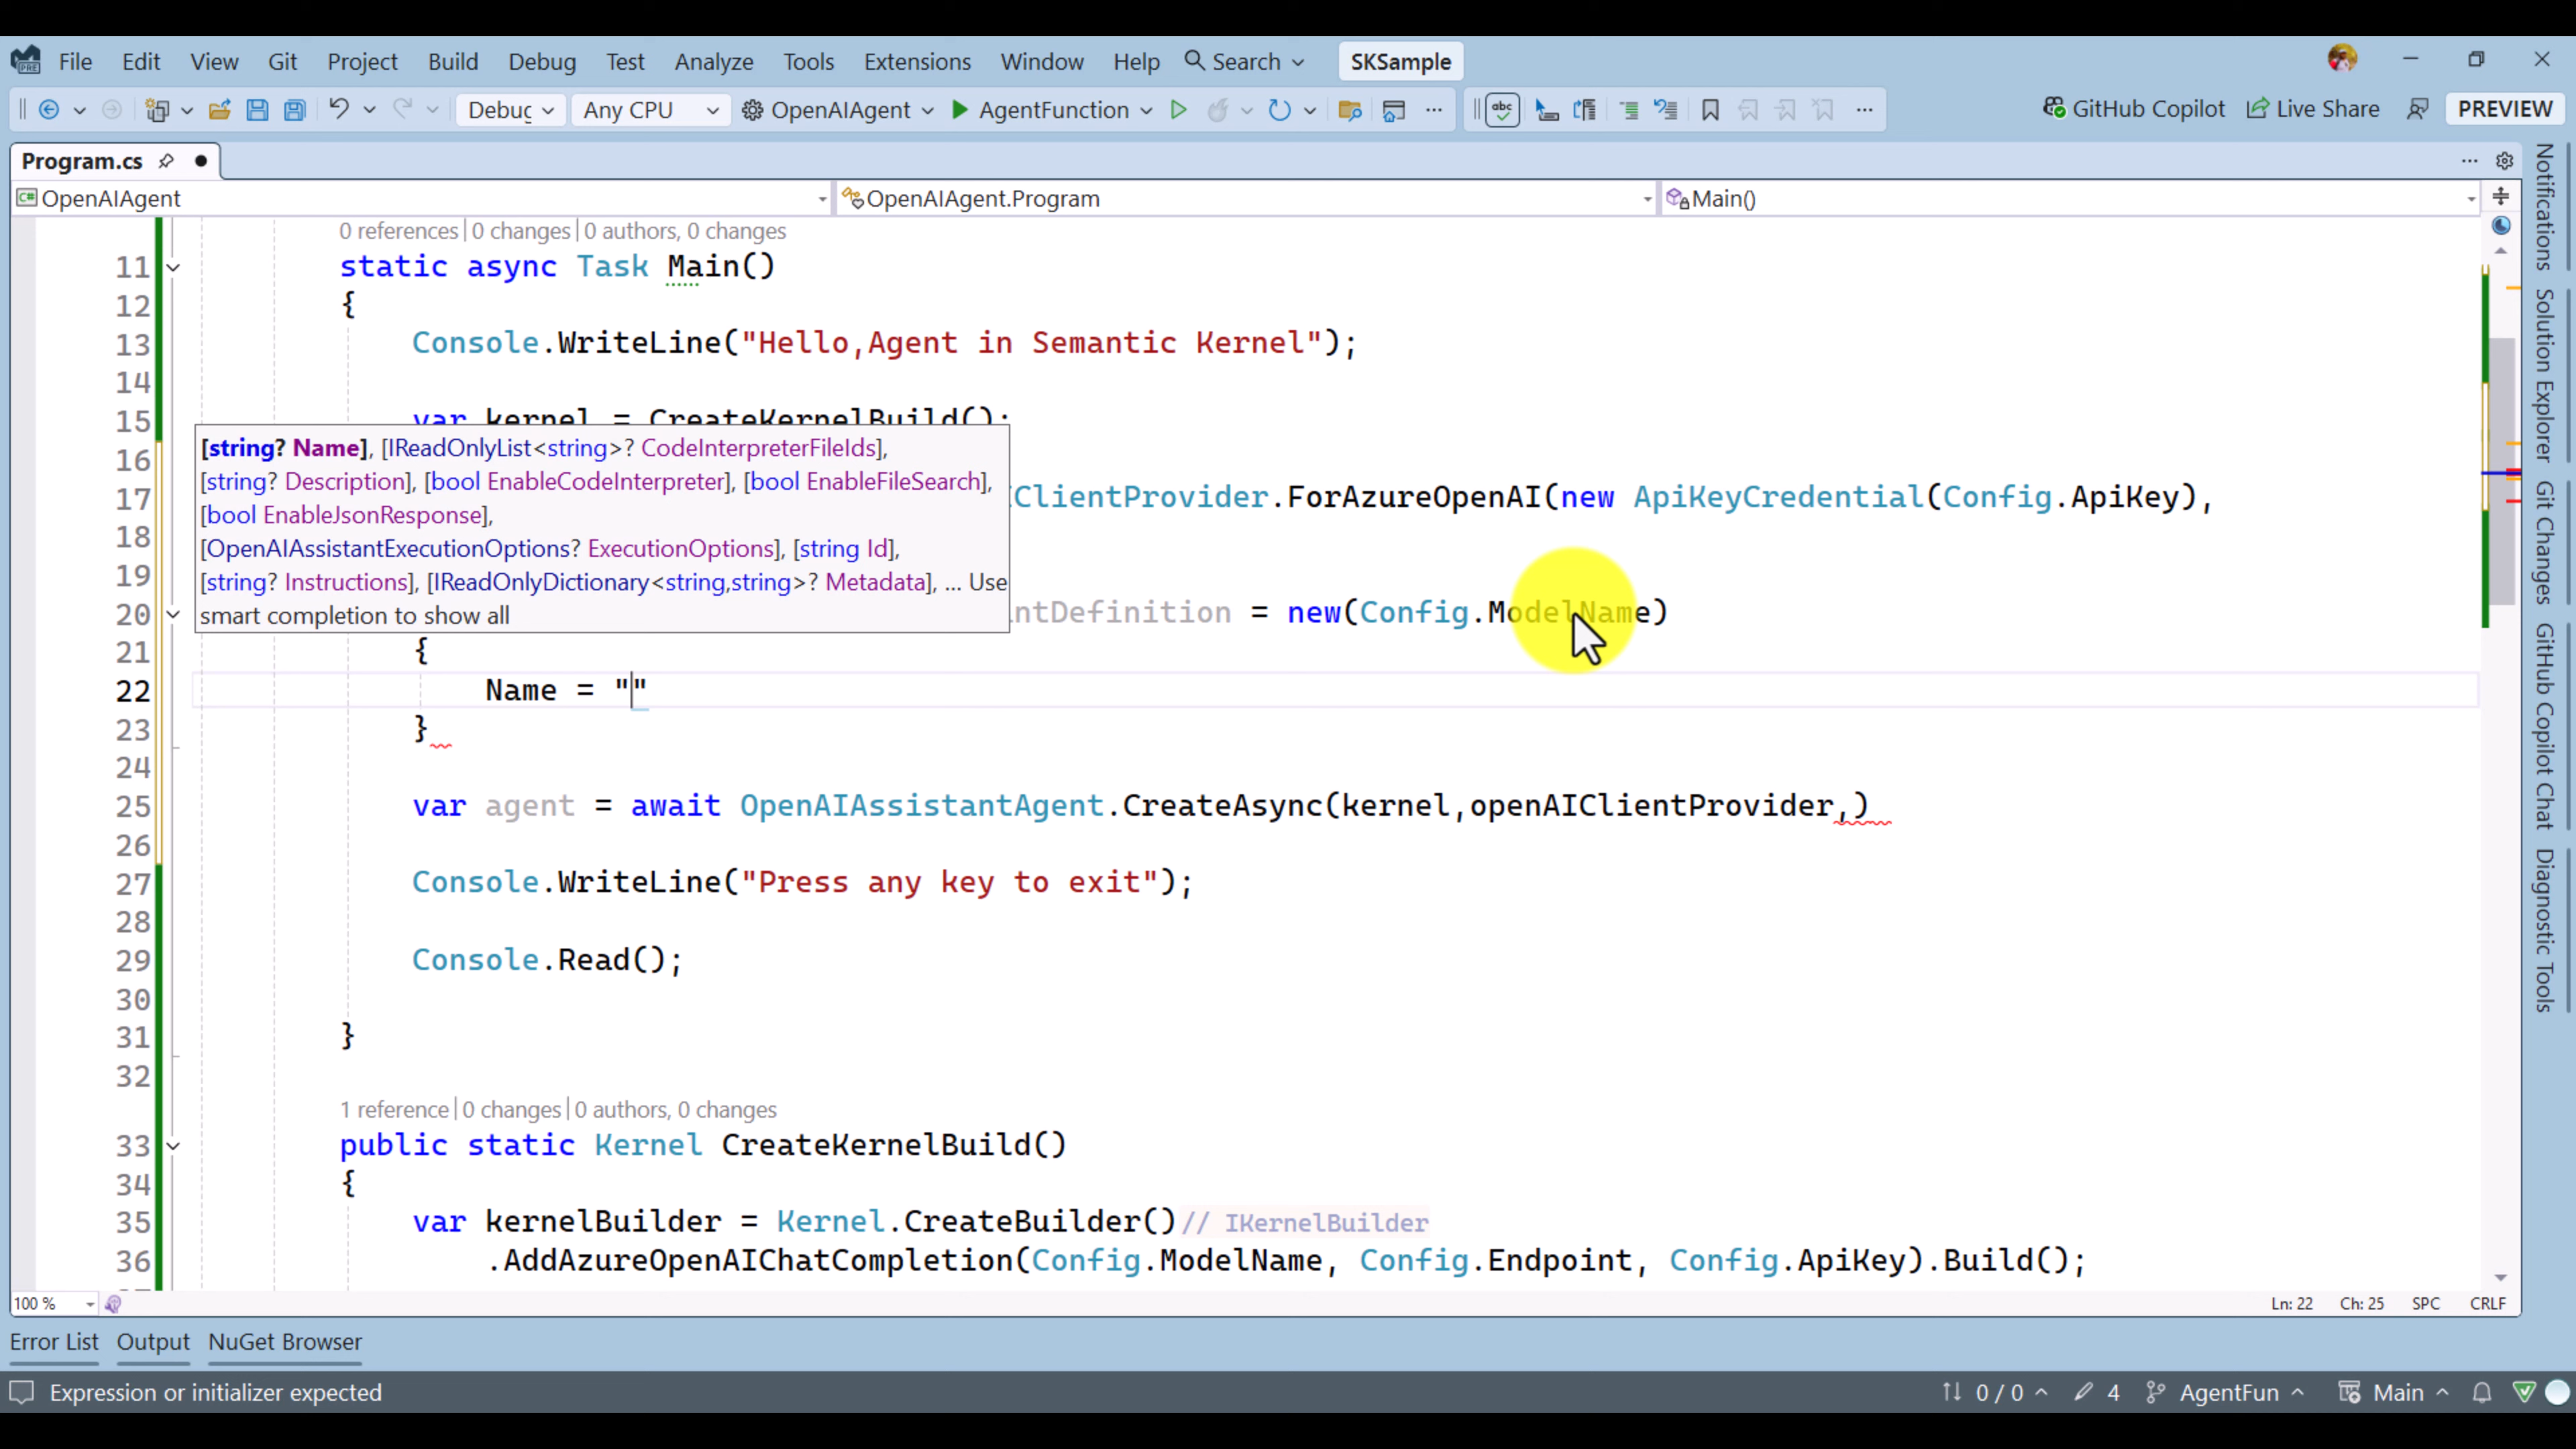 File Edit View Git Project Build Debug Test Analyze Tools Extensions Window Help Search SKSample
Debug Any CPU OpenAIAgent AgentFunction abc GitHub Copilot Live Share PREVIEW
Program.cs
C# OpenAIAgent OpenAIAgent.Program Main()
0 references | 0 changes | 0 authors, 0 changes
11 static async Task Main()
12 {
13 Console.WriteLine("Hello,Agent in Semantic Kernel");
14
15 var kernel = CreateKernelBuild();
[string? Name], [IReadOnlyList<string>? CodeInterpreterFileIds],
16
[string? Description], [bool EnableCodeInterpreter], [bool EnableFileSearch],
17 ClientProvider.ForAzureOpenAI(new ApiKeyCredential(Config.ApiKey),
[bool EnableJsonResponse],
18
[OpenAIAssistantExecutionOptions? ExecutionOptions], [string Id],
19
[string? Instructions], [IReadOnlyDictionary<string,string>? Metadata], ... Use
20 ntDefinition = new(Config.ModelName)
smart completion to show all
21 {
22 Name = ""
23 }
24
25 var agent = await OpenAIAssistantAgent.CreateAsync(kernel,openAIClientProvider,)
26
27 Console.WriteLine("Press any key to exit");
28
29 Console.Read();
30
31 }
32
1 reference | 0 changes | 0 authors, 0 changes
33 public static Kernel CreateKernelBuild()
34 {
35 var kernelBuilder = Kernel.CreateBuilder() // IKernelBuilder
36 .AddAzureOpenAIChatCompletion(Config.ModelName, Config.Endpoint, Config.ApiKey).Build();
100 % Ln: 22 Ch: 25 SPC CRLF
Error List Output NuGet Browser
Expression or initializer expected 0 / 0 4 AgentFun Main
Notifications
Solution Explorer
Git Changes
GitHub Copilot Chat
Diagnostic Tools